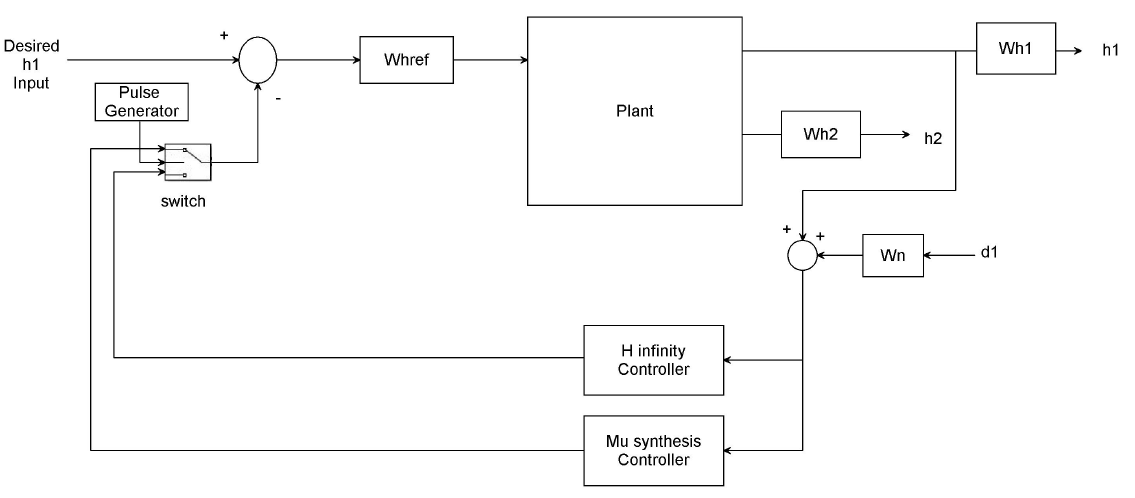 Desired
h1
Input
+
-
Pulse
Generator
switch
Whref
Plant
Wh1
h1
Wh2
h2
+
+
Wn
d1
H infinity
Controller
Mu synthesis
Controller